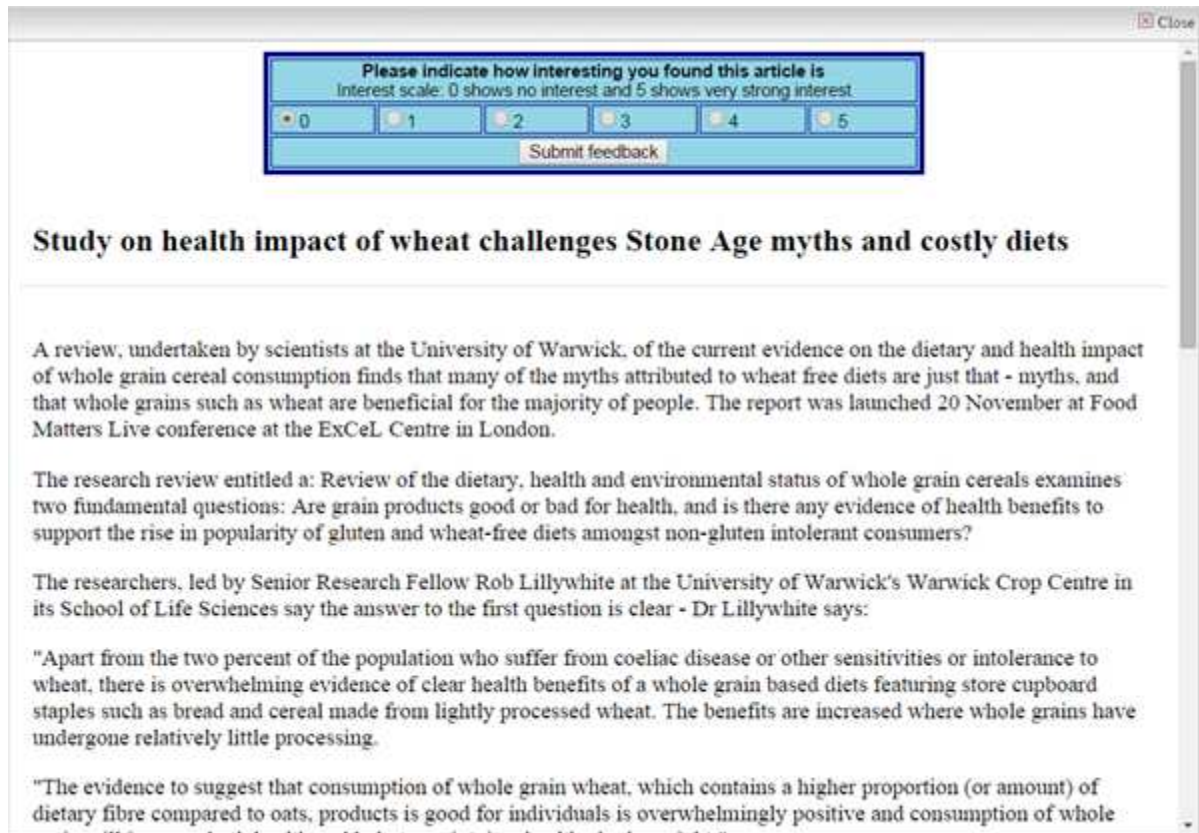 Close
Please indicate how interesting you found this article is
Interest scale: 0 shows no interest and 5 shows very strong interest
0 1 2 3 4 5
Submit feedback
Study on health impact of wheat challenges Stone Age myths and costly diets
A review, undertaken by scientists at the University of Warwick, of the current evidence on the dietary and health impact
of whole grain cereal consumption finds that many of the myths attributed to wheat free diets are just that - myths, and
that whole grains such as wheat are beneficial for the majority of people. The report was launched 20 November at Food
Matters Live conference at the ExCeL Centre in London.
The research review entitled a: Review of the dietary, health and environmental status of whole grain cereals examines
two fundamental questions: Are grain products good or bad for health, and is there any evidence of health benefits to
support the rise in popularity of gluten and wheat-free diets amongst non-gluten intolerant consumers?
The researchers, led by Senior Research Fellow Rob Lillywhite at the University of Warwick's Warwick Crop Centre in
its School of Life Sciences say the answer to the first question is clear - Dr Lillywhite says:
"Apart from the two percent of the population who suffer from coeliac disease or other sensitivities or intolerance to
wheat, there is overwhelming evidence of clear health benefits of a whole grain based diets featuring store cupboard
staples such as bread and cereal made from lightly processed wheat. The benefits are increased where whole grains have
undergone relatively little processing.
"The evidence to suggest that consumption of whole grain wheat, which contains a higher proportion (or amount) of
dietary fibre compared to oats, products is good for individuals is overwhelmingly positive and consumption of whole